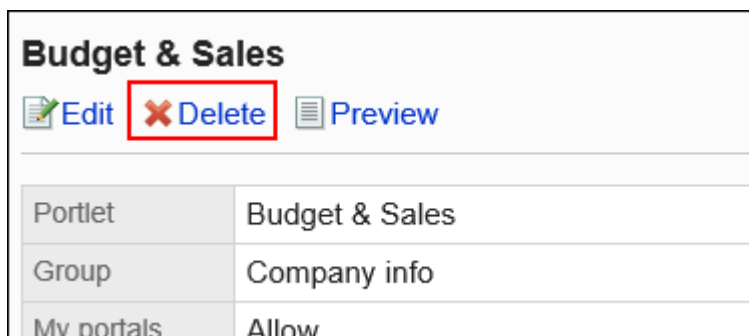 Budget & Sales
Edit Delete Preview
Portlet Budget & Sales
Group Company info
My portals Allow